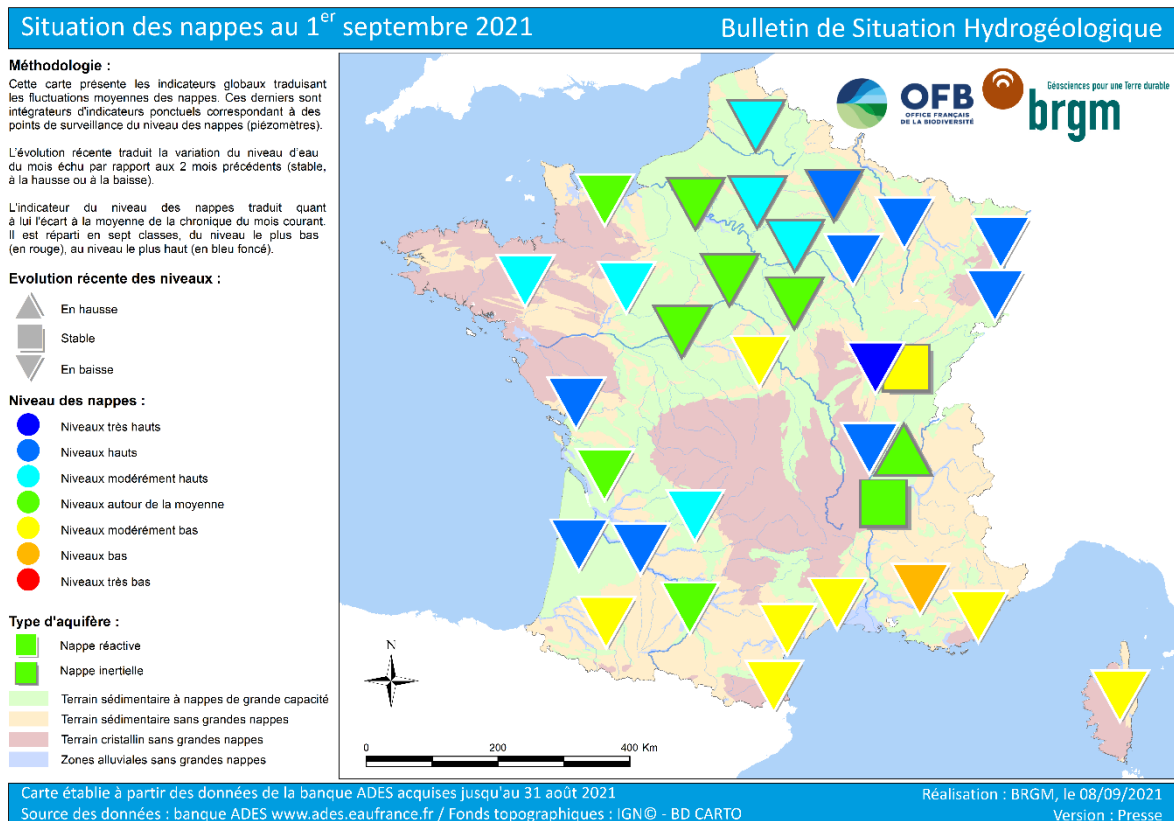 Situation des nappes au 1er septembre 2021
Bulletin de Situation Hydrogéologique
Méthodologie :
Cette carte présente les indicateurs globaux traduisant
les fluctuations moyennes des nappes. Ces derniers sont
intégrateurs d'indicateurs ponctuels correspondant à des
points de surveillance du niveau des nappes (piézomètres).
L'évolution récente traduit la variation du niveau d'eau
du mois échu par rapport aux 2 mois précédents (stable,
à la hausse ou à la baisse).
L'indicateur du niveau des nappes traduit quant
à lui l'écart à la moyenne de la chronique du mois courant.
Il est réparti en sept classes, du niveau le plus bas
(en rouge), au niveau le plus haut (en bleu foncé).
Evolution récente des niveaux :
En hausse
Stable
En baisse
Niveau des nappes :
Niveaux très hauts
Niveaux hauts
Niveaux modérément hauts
Niveaux autour de la moyenne
Niveaux modérément bas
Niveaux bas
Niveaux très bas
Type d'aquifère :
Nappe réactive
Nappe inertielle
Terrain sédimentaire à nappes de grande capacité
Terrain sédimentaire sans grandes nappes
Terrain cristallin sans grandes nappes
Zones alluviales sans grandes nappes
OFB
OFFICE FRANÇAIS
DE LA BIODIVERSITÉ
Géosciences pour une Terre durable
brgm
N
0 200 400 Km
Carte établie à partir des données de la banque ADES acquises jusqu'au 31 août 2021
Source des données : banque ADES www.ades.eaufrance.fr / Fonds topographiques : IGN© - BD CARTO
Réalisation : BRGM, le 08/09/2021
Version : Presse